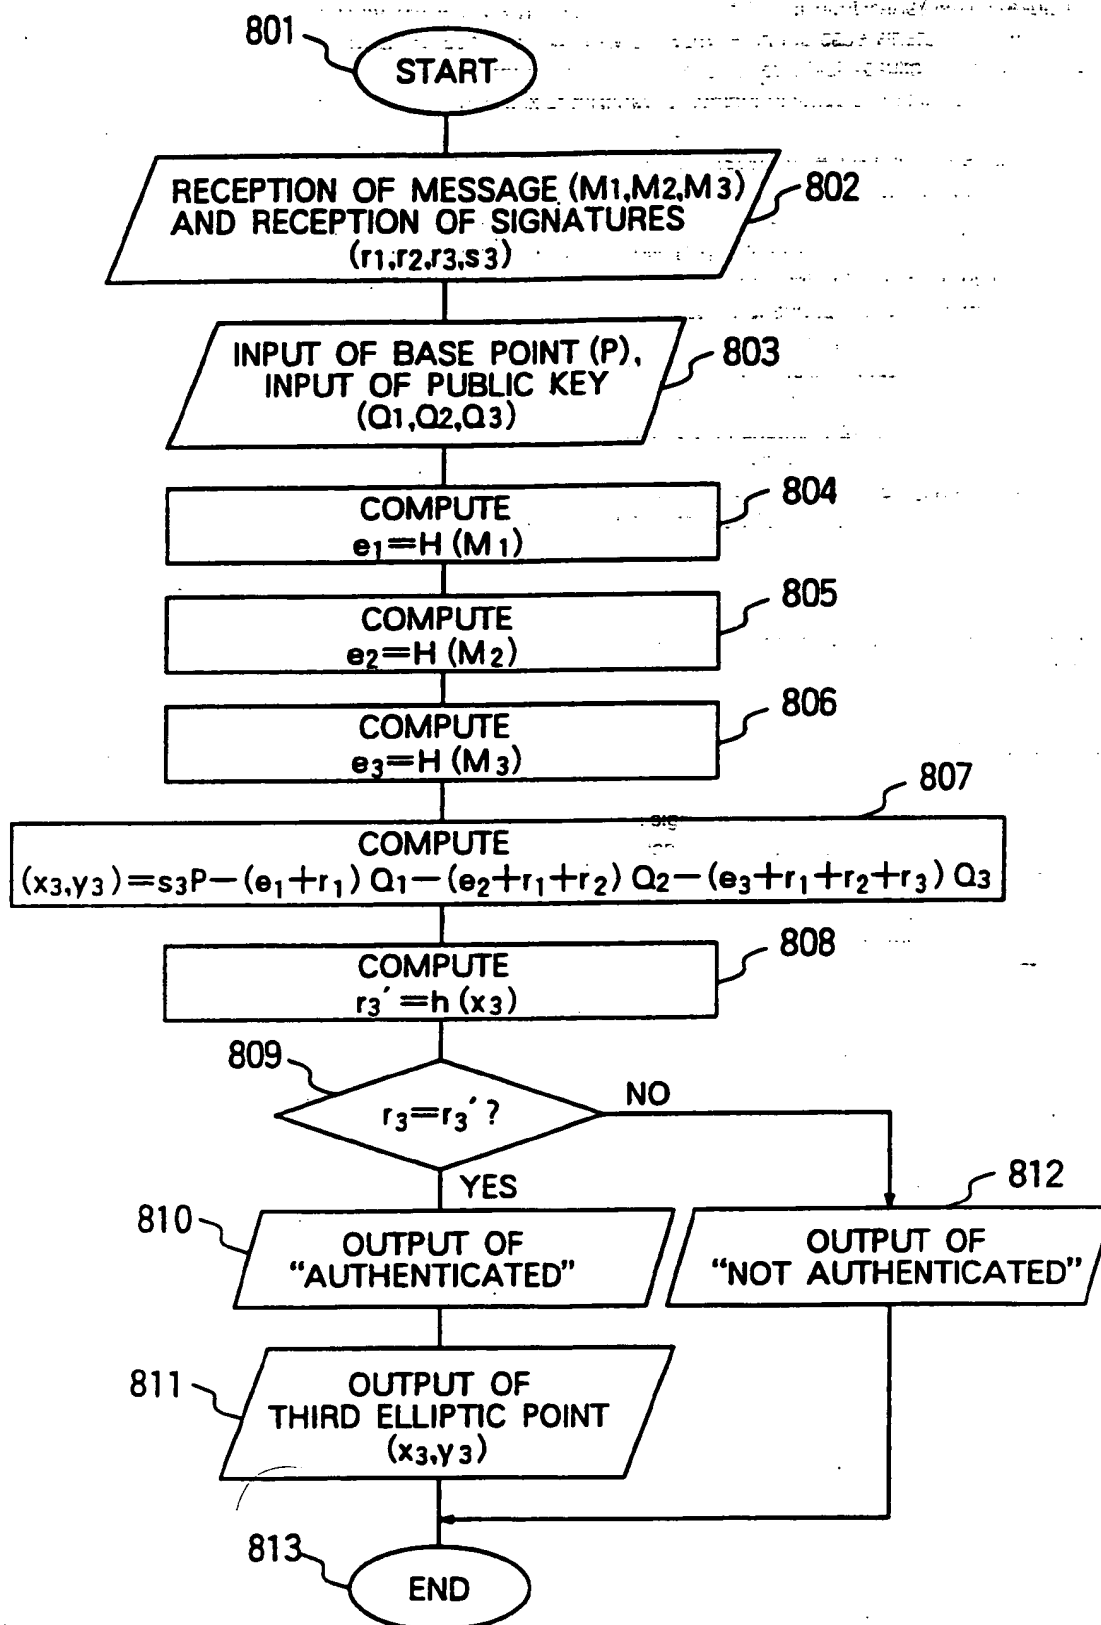 801
START
RECEPTION OF MESSAGE (M1,M2,M3)
AND RECEPTION OF SIGNATURES
(r1,r2,r3,s3)
802
INPUT OF BASE POINT (P),
INPUT OF PUBLIC KEY
(Q1,Q2,Q3)
803
COMPUTE
e1=H(M1)
804
COMPUTE
e2=H(M2)
805
COMPUTE
e3=H(M3)
806
807
COMPUTE
(x3,y3)=s3P-(e1+r1)Q1-(e2+r1+r2)Q2-(e3+r1+r2+r3)Q3
COMPUTE
r3'=h(x3)
808
809
r3=r3'?
NO
YES
810
OUTPUT OF
"AUTHENTICATED"
812
OUTPUT OF
"NOT AUTHENTICATED"
811
OUTPUT OF
THIRD ELLIPTIC POINT
(x3,y3)
813
END